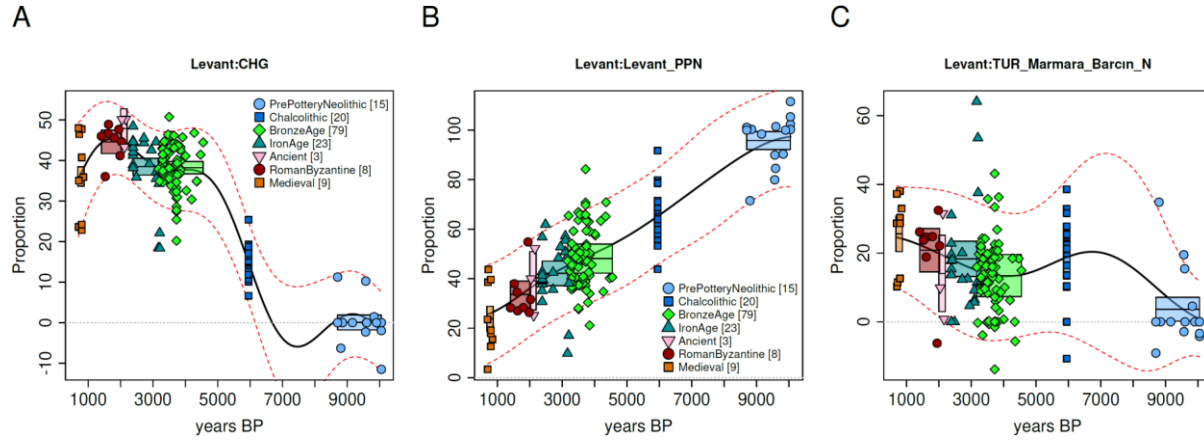 A
Levant:CHG
Proportion
50
40
30
20
10
0
-10
1000
3000
5000
7000
9000
years BP
PrePotteryNeolithic [15]
Chalcolithic [20]
BronzeAge [79]
IronAge [23]
Ancient [3]
RomanByzantine [8]
Medieval [9]
B
Levant:Levant_PPN
Proportion
100
80
60
40
20
0
1000
3000
5000
7000
9000
years BP
PrePotteryNeolithic [15]
Chalcolithic [20]
BronzeAge [79]
IronAge [23]
Ancient [3]
RomanByzantine [8]
Medieval [9]
C
Levant:TUR_Marmara_Barcın_N
Proportion
60
40
20
0
1000
3000
5000
7000
9000
years BP